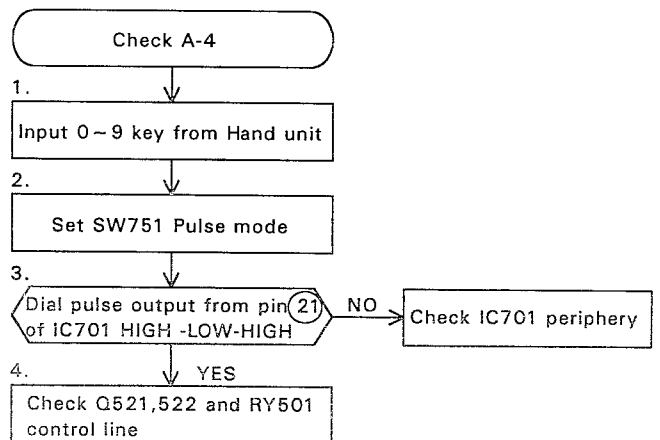 Check A-4
1.
Input 0~9 key from Hand unit
2.
Set SW751 Pulse mode
3.
Dial pulse output from pin 21
of IC701 HIGH -LOW-HIGH
NO
Check IC701 periphery
4.
YES
Check Q521,522 and RY501
control line